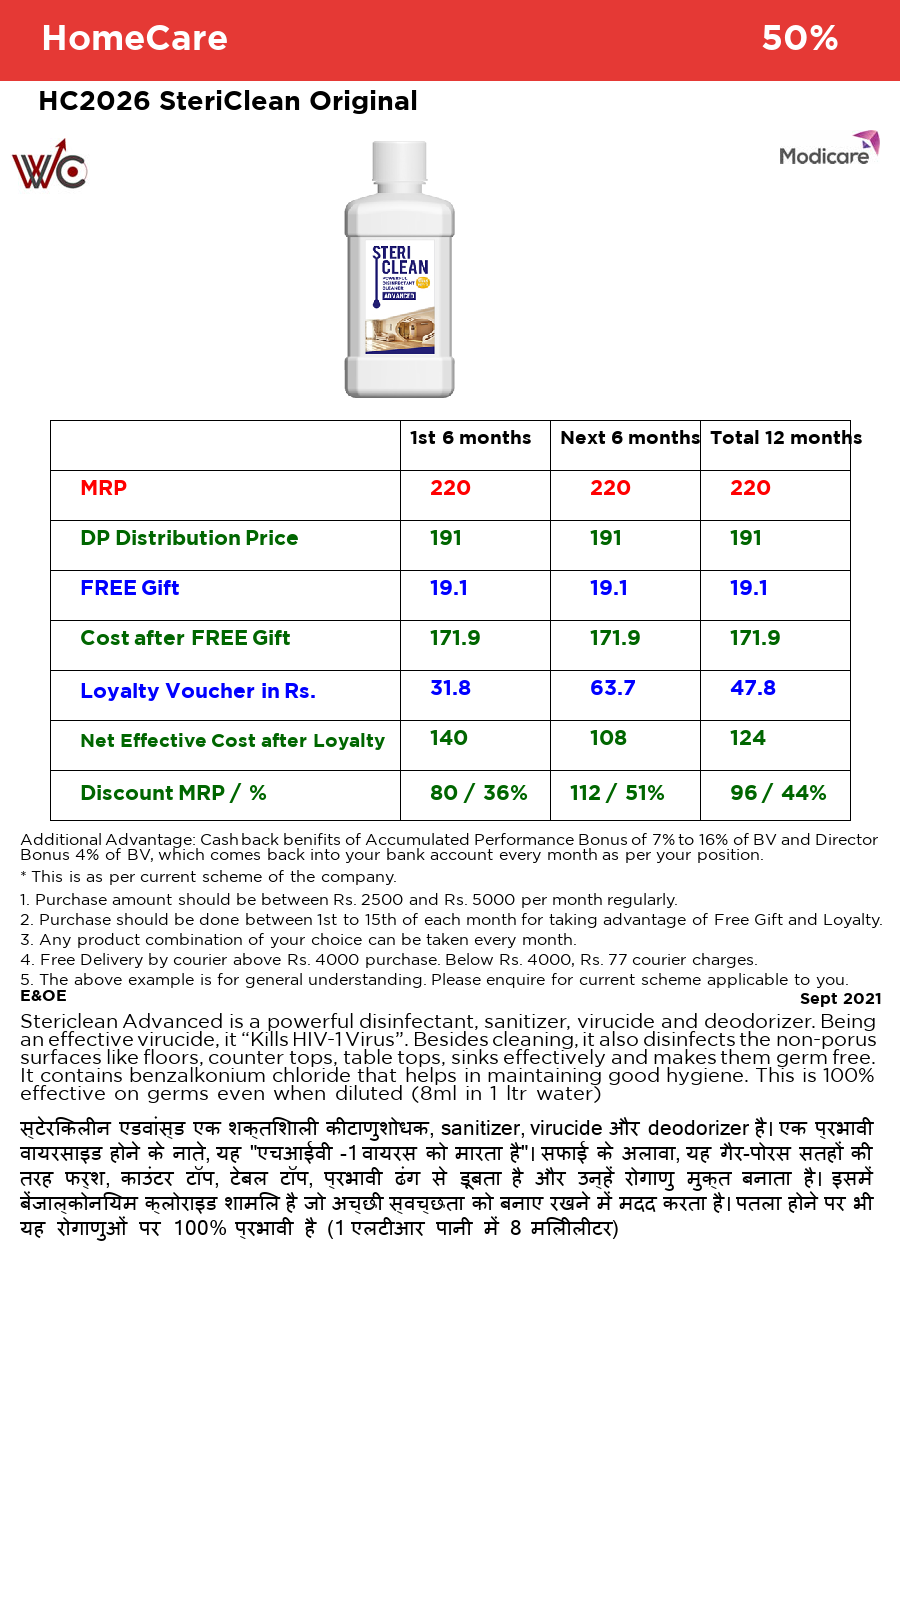 HomeCare 50%
HC2026 SteriClean Original
WC
Modicare
STERI
CLEAN
POWERFUL
DISINFECTANT
CLEANER
ADVANCED
1st 6 months Next 6 months Total 12 months
MRP 220 220 220
DP Distribution Price 191 191 191
FREE Gift 19.1 19.1 19.1
Cost after FREE Gift 171.9 171.9 171.9
Loyalty Voucher in Rs. 31.8 63.7 47.8
Net Effective Cost after Loyalty 140 108 124
Discount MRP / % 80 / 36% 112 / 51% 96 / 44%
Additional Advantage: Cashback benifits of Accumulated Performance Bonus of 7% to 16% of BV and Director
Bonus 4% of BV, which comes back into your bank account every month as per your position.
* This is as per current scheme of the company.
1. Purchase amount should be between Rs. 2500 and Rs. 5000 per month regularly.
2. Purchase should be done between 1st to 15th of each month for taking advantage of Free Gift and Loyalty.
3. Any product combination of your choice can be taken every month.
4. Free Delivery by courier above Rs. 4000 purchase. Below Rs. 4000, Rs. 77 courier charges.
5. The above example is for general understanding. Please enquire for current scheme applicable to you.
E&OE Sept 2021
Stericlean Advanced is a powerful disinfectant, sanitizer, virucide and deodorizer. Being
an effective virucide, it “Kills HIV-1 Virus”. Besides cleaning, it also disinfects the non-porus
surfaces like floors, counter tops, table tops, sinks effectively and makes them germ free.
It contains benzalkonium chloride that helps in maintaining good hygiene. This is 100%
effective on germs even when diluted (8ml in 1 ltr water)
स्टेरिकलीन एडवांस्ड एक शक्तिशाली कीटाणुशोधक, sanitizer, virucide और deodorizer है। एक प्रभावी
वायरसाइड होने के नाते, यह "एचआईवी -1 वायरस को मारता है"। सफाई के अलावा, यह गैर-पोरस सतहों की
तरह फर्श, काउंटर टॉप, टेबल टॉप, प्रभावी ढंग से डूबता है और उन्हें रोगाणु मुक्त बनाता है। इसमें
बेंजाल्कोनियम क्लोराइड शामिल है जो अच्छी स्वच्छता को बनाए रखने में मदद करता है। पतला होने पर भी
यह रोगाणुओं पर 100% प्रभावी है (1 एलटीआर पानी में 8 मिलीलीटर)